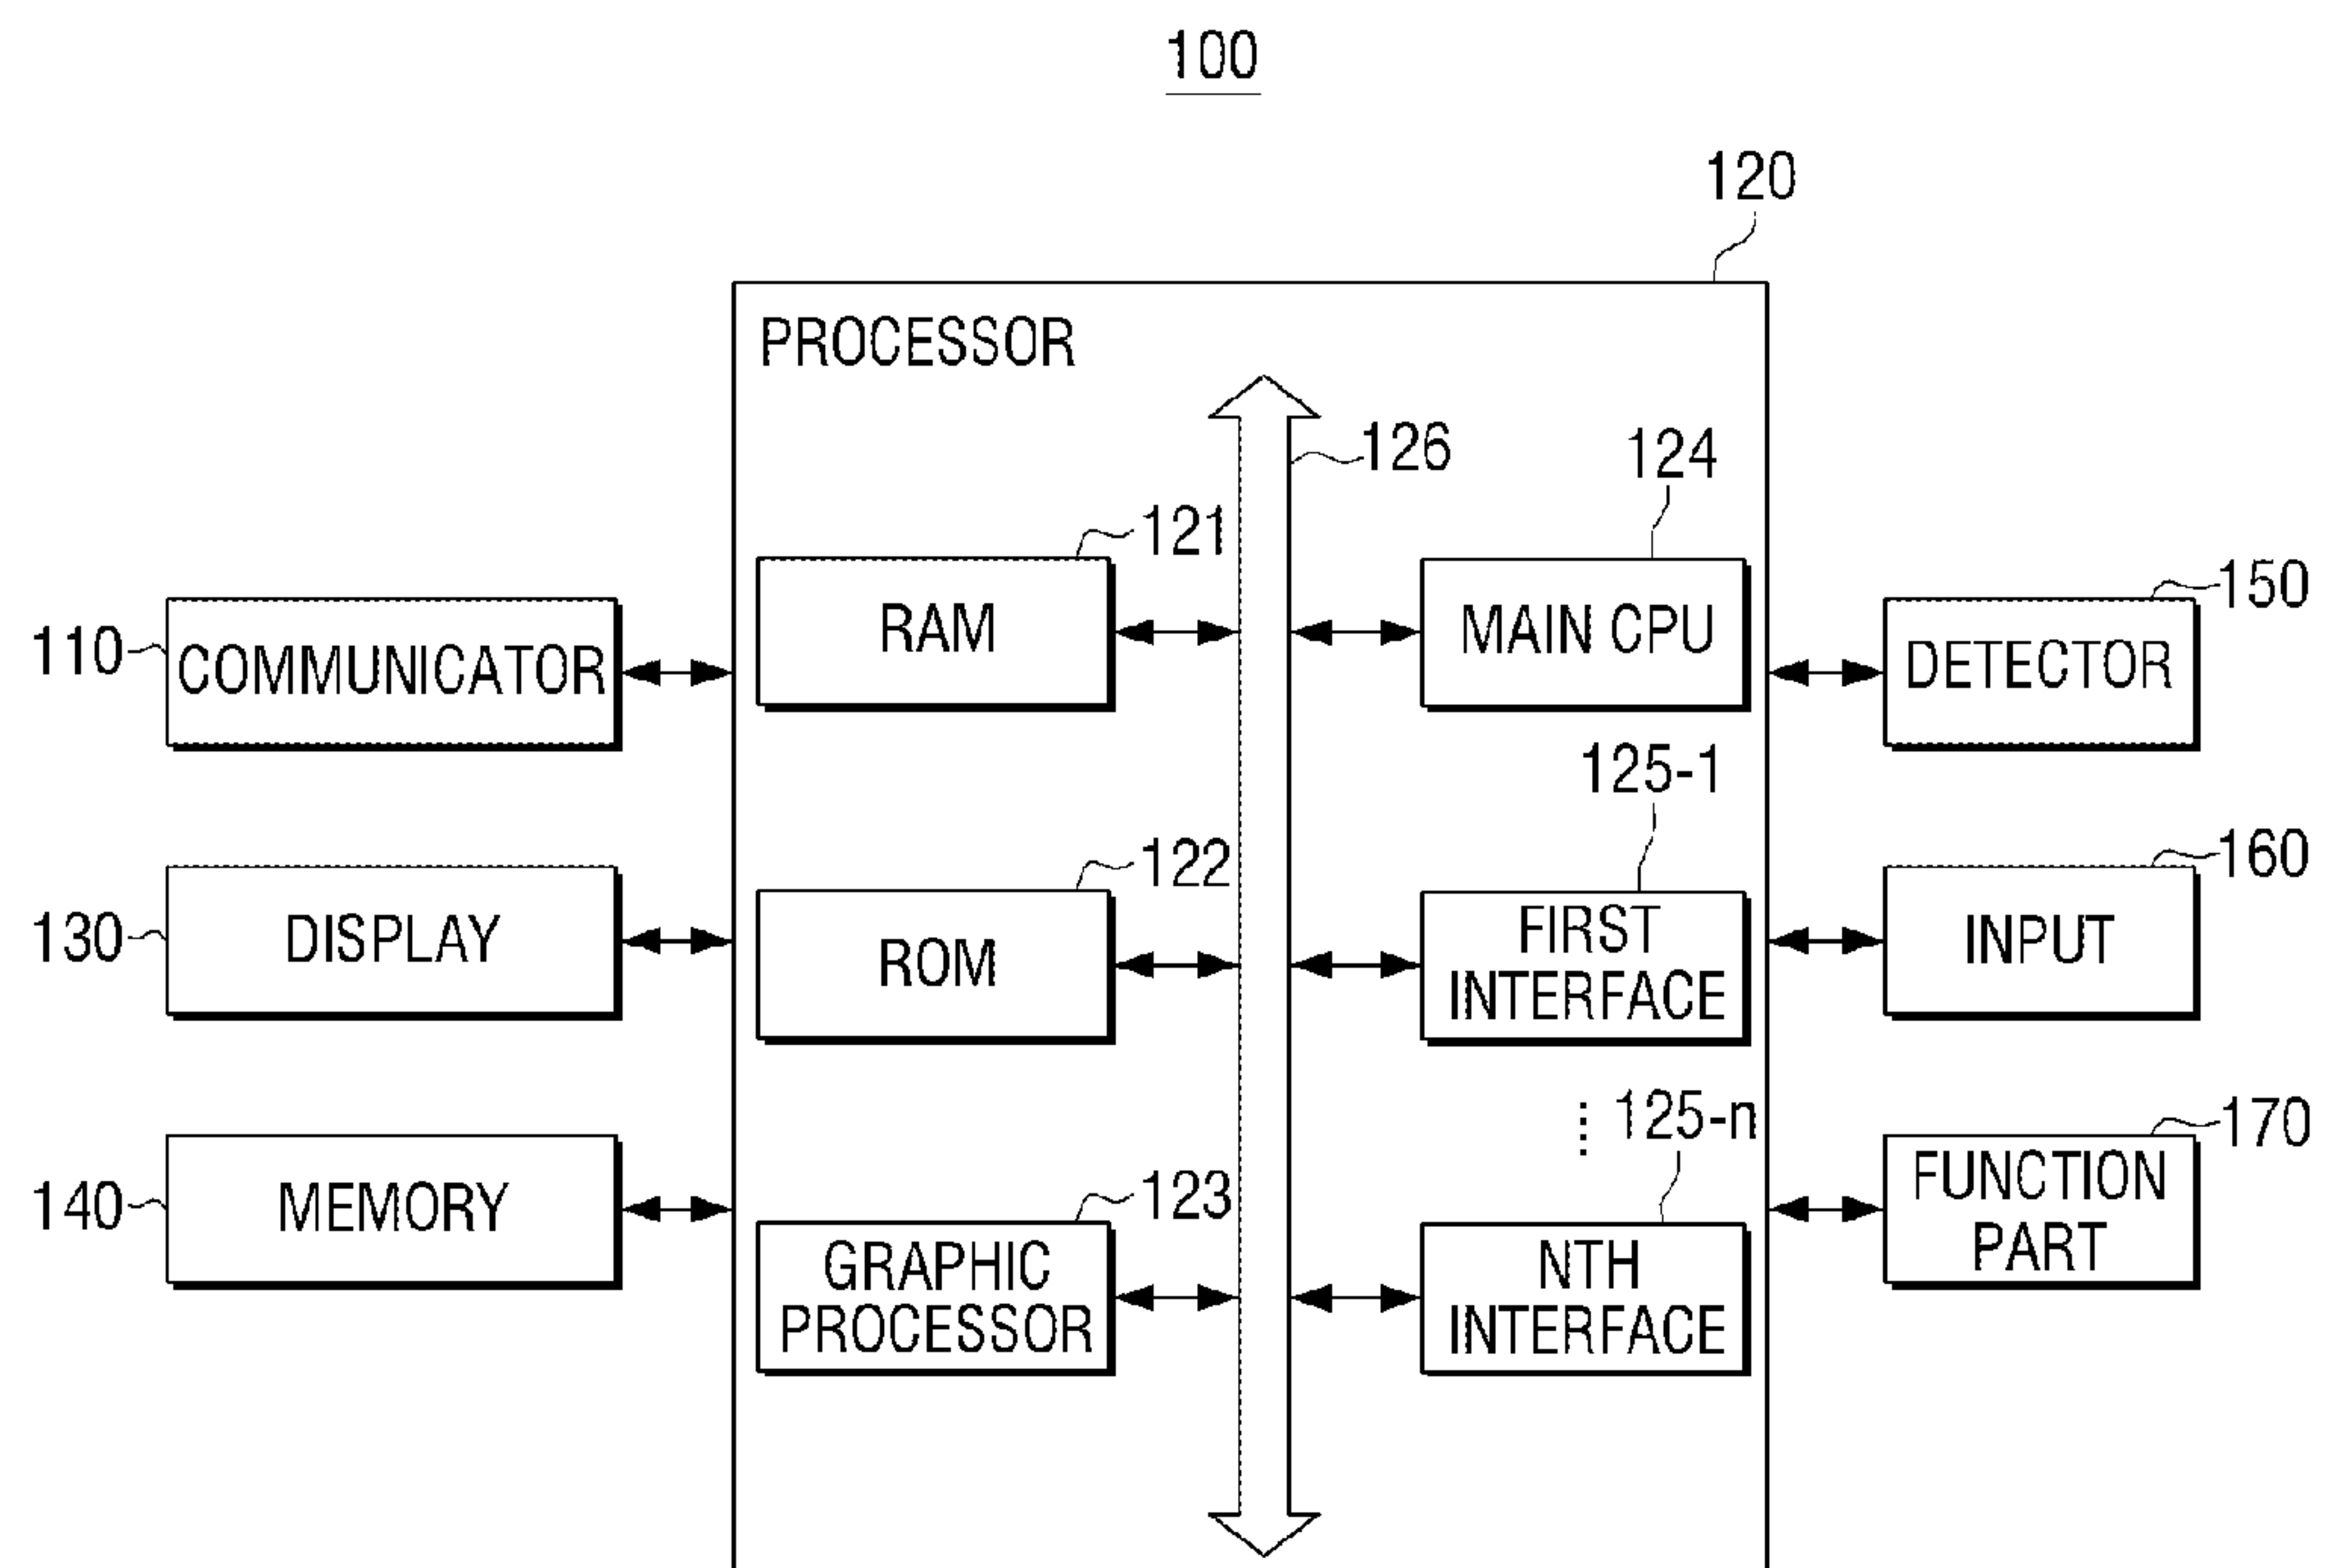 100
120
PROCESSOR
126
124
121
150
RAM
MAIN CPU
110
COMMUNICATOR
DETECTOR
125-1
122
160
130
DISPLAY
ROM
FIRST
INTERFACE
INPUT
125-n
170
140
MEMORY
123
FUNCTION
PART
GRAPHIC
PROCESSOR
NTH
INTERFACE